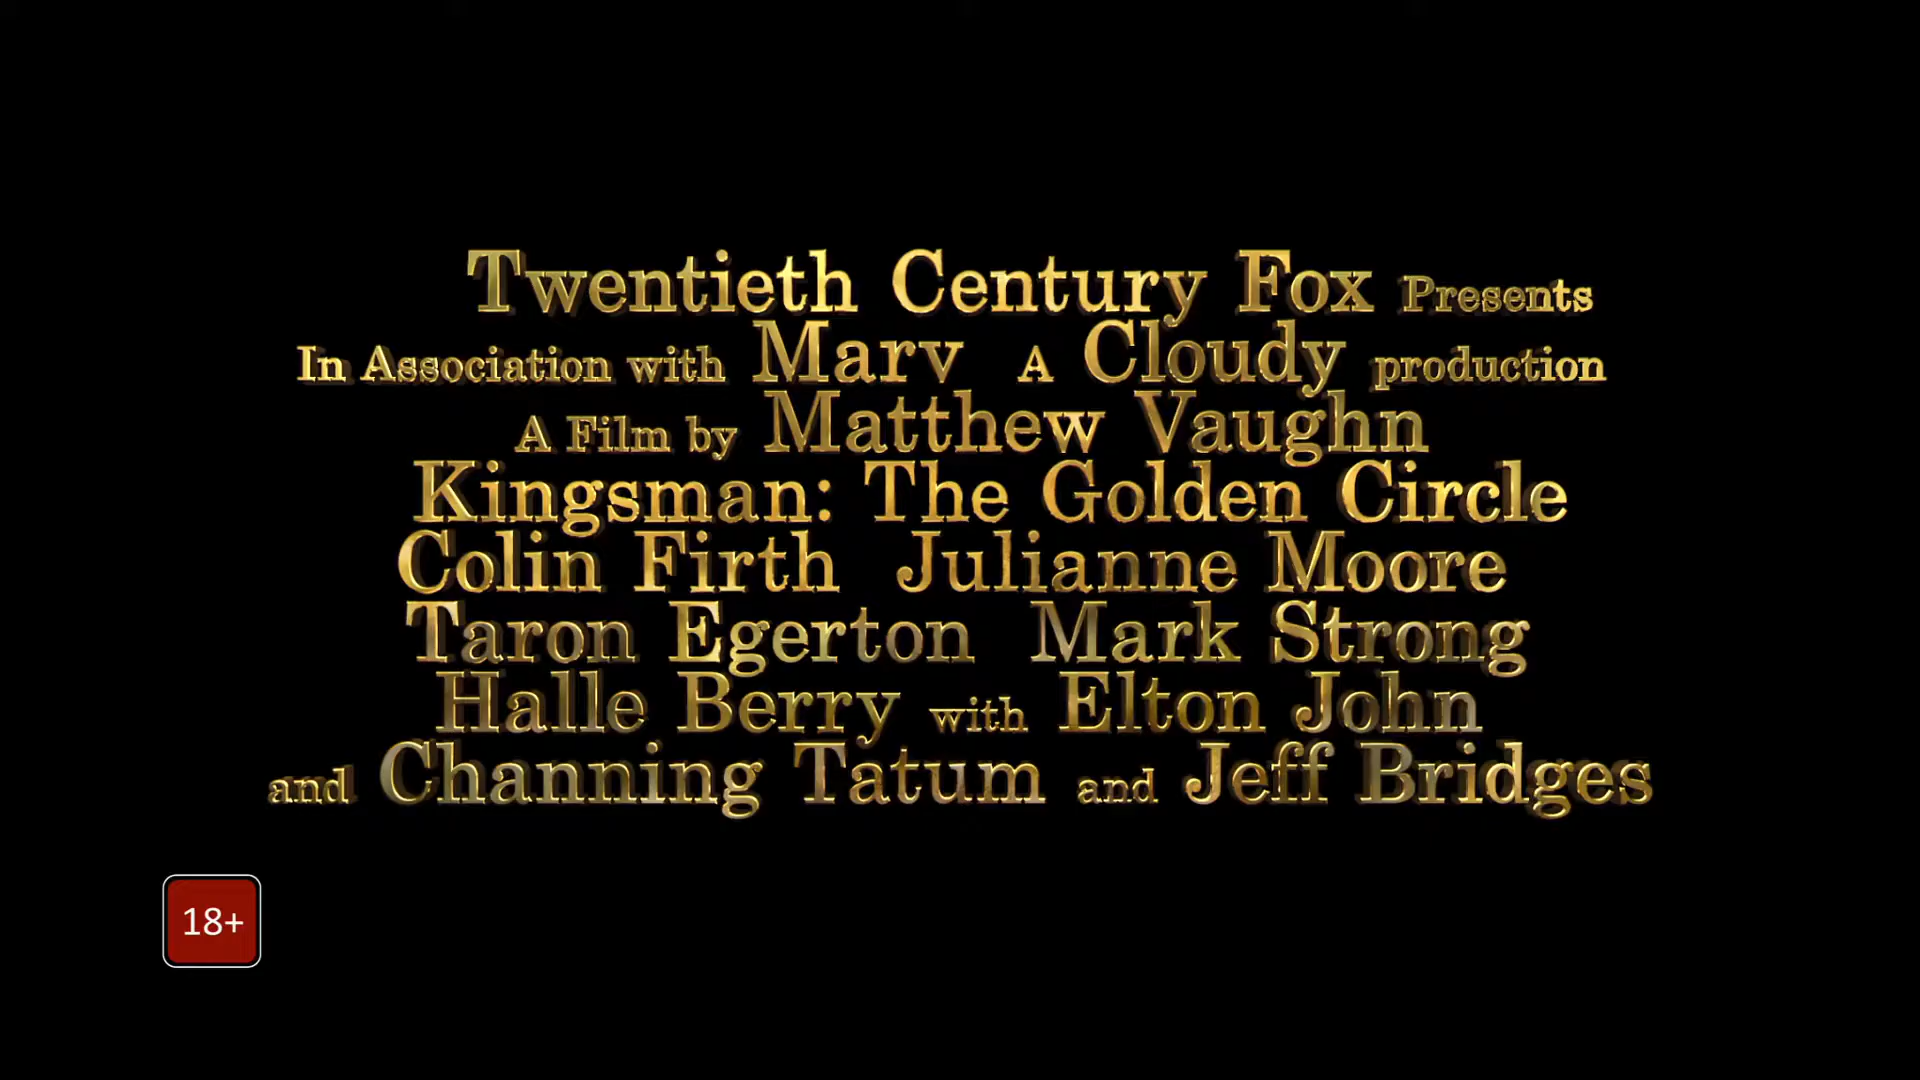 Twentieth Century Fox Presents
In Association with Marv A Cloudy production
A Film by Matthew Vaughn
Kingsman: The Golden Circle
Colin Firth Julianne Moore
Taron Egerton Mark Strong
Halle Berry with Elton John
and Channing Tatum and Jeff Bridges
18+